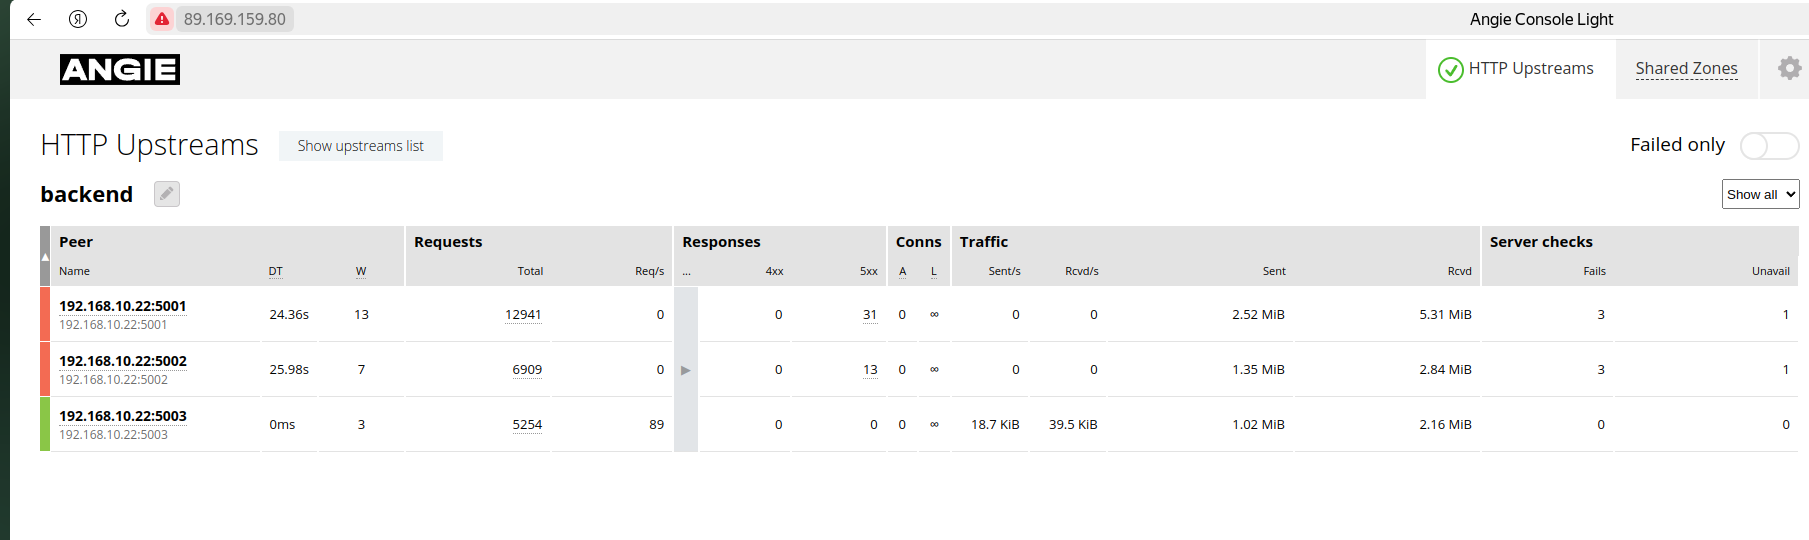 Я 89.169.159.80 Angie Console Light
ANGIE HTTP Upstreams Shared Zones
HTTP Upstreams Show upstreams list Failed only
backend Show all
Peer Requests Responses Conns Traffic Server checks
Name DT W Total Req/s ... 4xx 5xx A L Sent/s Rcvd/s Sent Rcvd Fails Unavail
192.168.10.22:5001 24.36s 13 12941 0 0 31 0 ∞ 0 0 2.52 MiB 5.31 MiB 3 1
192.168.10.22:5001
192.168.10.22:5002 25.98s 7 6909 0 0 13 0 ∞ 0 0 1.35 MiB 2.84 MiB 3 1
192.168.10.22:5002
192.168.10.22:5003 0ms 3 5254 89 0 0 0 ∞ 18.7 KiB 39.5 KiB 1.02 MiB 2.16 MiB 0 0
192.168.10.22:5003